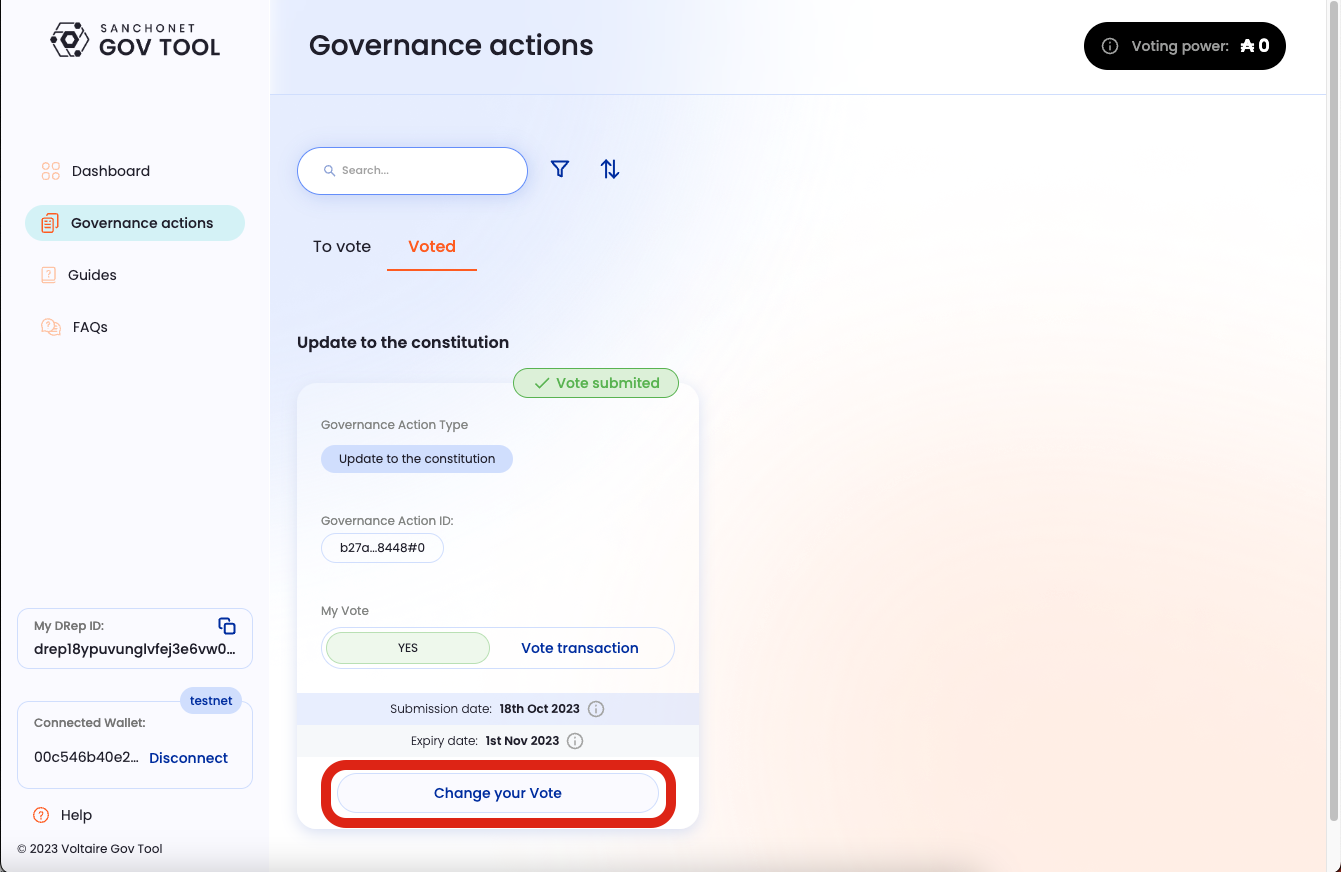 SANCHONET
GOV TOOL
Governance actions
Voting power: ₳ 0
Dashboard
Governance actions
Guides
FAQs
Search...
To vote
Voted
Update to the constitution
Vote submited
Governance Action Type
Update to the constitution
Governance Action ID:
b27a...8448#0
My Vote
YES
Vote transaction
Submission date: 18th Oct 2023
Expiry date: 1st Nov 2023
Change your Vote
My DRep ID:
drep18ypuvunglvfej3e6vw0...
testnet
Connected Wallet:
00c546b40e2...
Disconnect
Help
© 2023 Voltaire Gov Tool